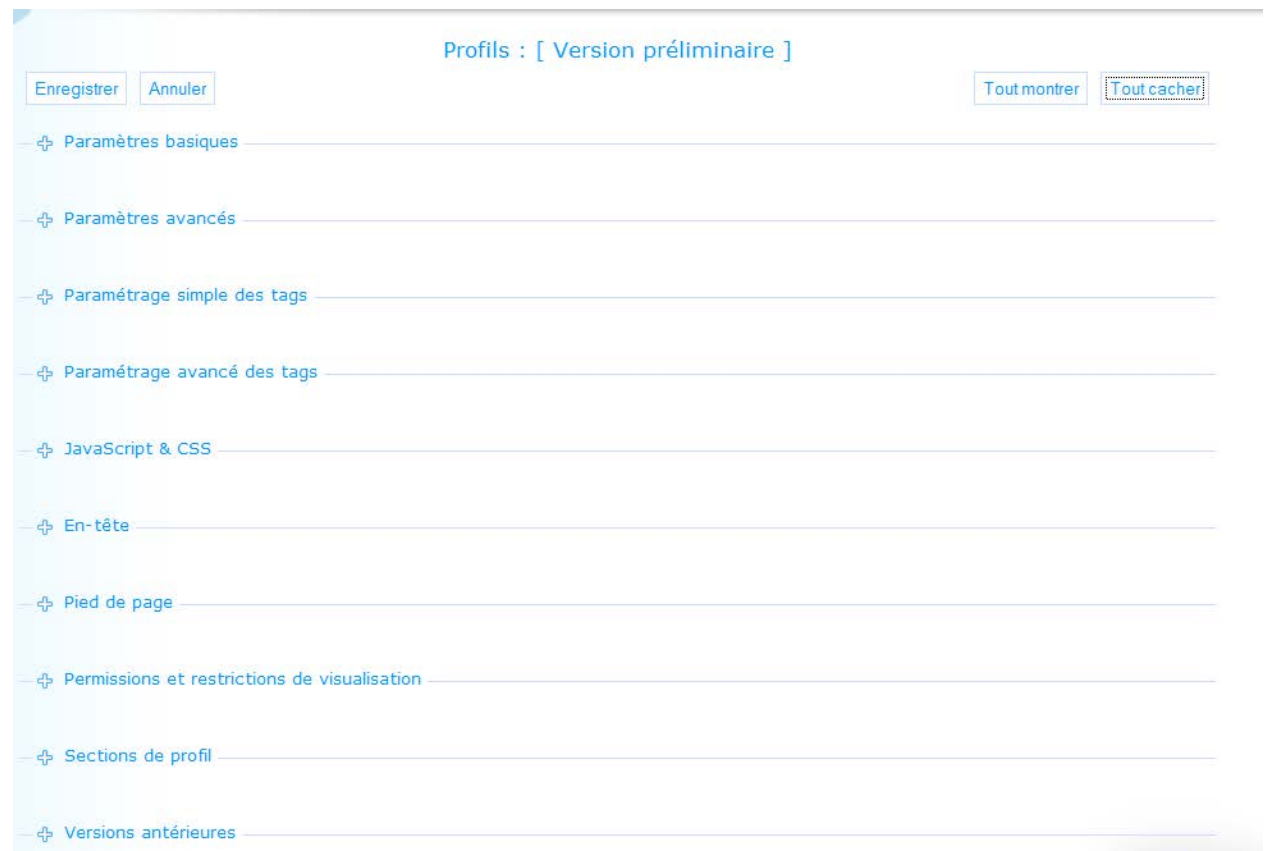 Profils : [ Version préliminaire ]
Enregistrer Annuler Tout montrer Tout cacher
Paramètres basiques
Paramètres avancés
Paramétrage simple des tags
Paramétrage avancé des tags
JavaScript & CSS
En-tête
Pied de page
Permissions et restrictions de visualisation
Sections de profil
Versions antérieures